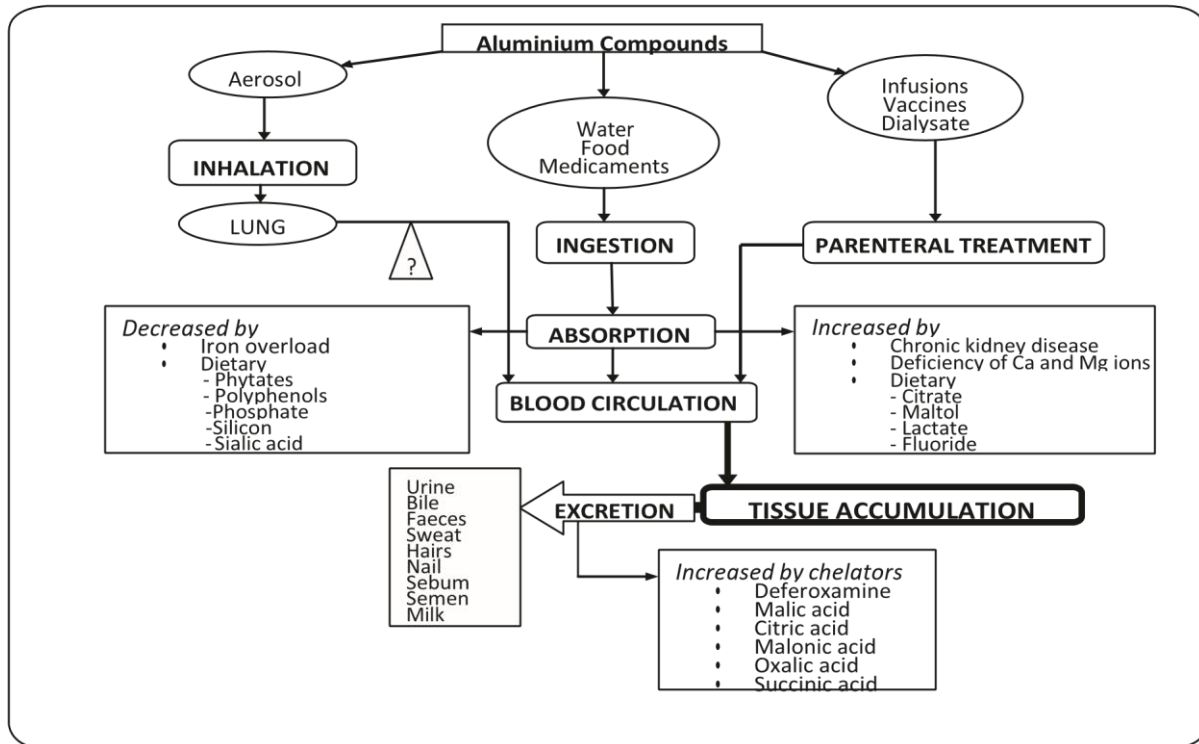 Aluminium Compounds
Aerosol
Water
Food
Medicaments
Infusions
Vaccines
Dialysate
INHALATION
LUNG
?
INGESTION
PARENTERAL TREATMENT
Decreased by
• Iron overload
• Dietary
- Phytates
- Polyphenols
-Phosphate
-Silicon
- Sialic acid
ABSORPTION
Increased by
• Chronic kidney disease
• Deficiency of Ca and Mg ions
• Dietary
- Citrate
- Maltol
- Lactate
- Fluoride
BLOOD CIRCULATION
TISSUE ACCUMULATION
EXCRETION
Urine
Bile
Faeces
Sweat
Hairs
Nail
Sebum
Semen
Milk
Increased by chelators
• Deferoxamine
• Malic acid
• Citric acid
• Malonic acid
• Oxalic acid
• Succinic acid